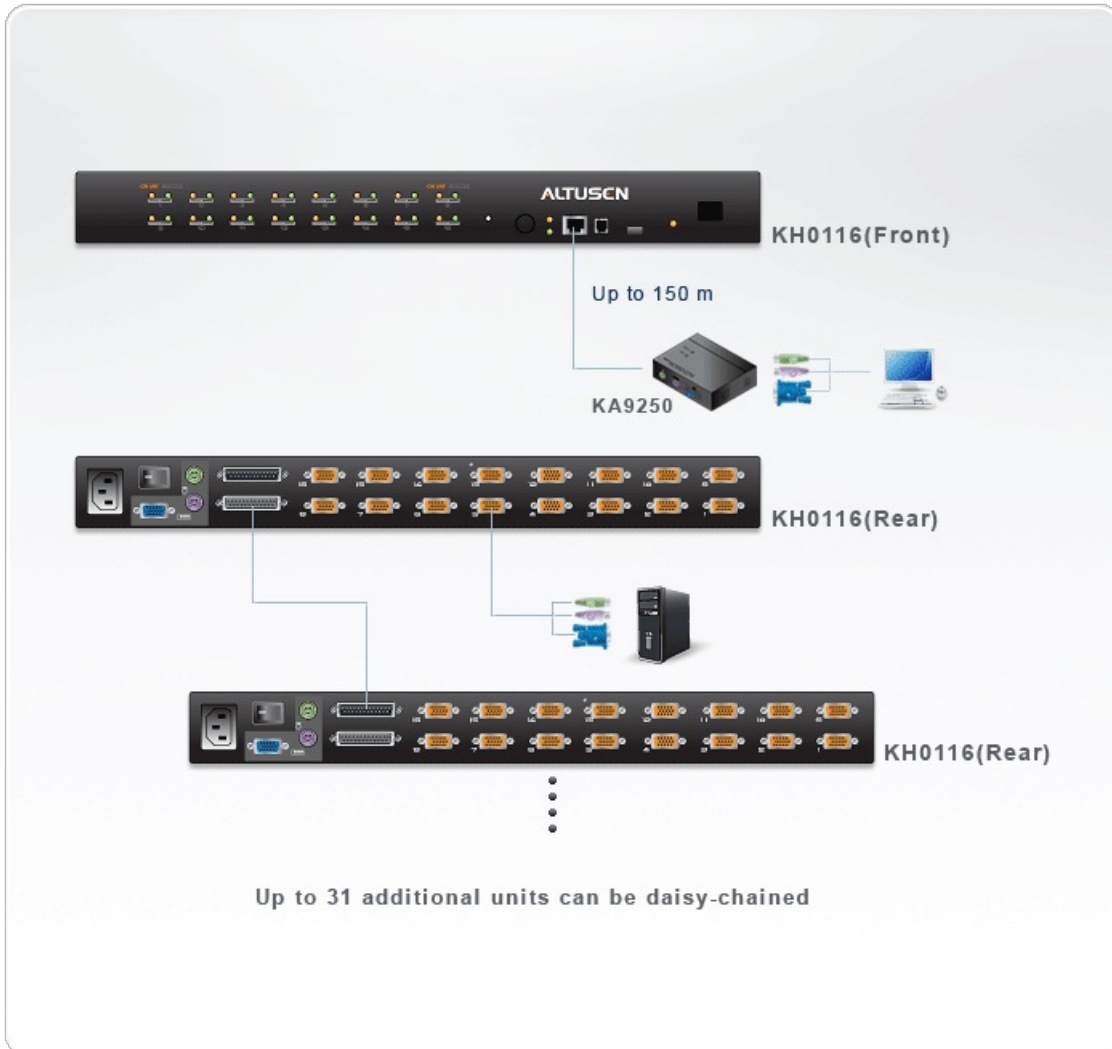 ALTUSEN
KH0116(Front)
Up to 150 m
KA9250
KH0116(Rear)
KH0116(Rear)
Up to 31 additional units can be daisy-chained